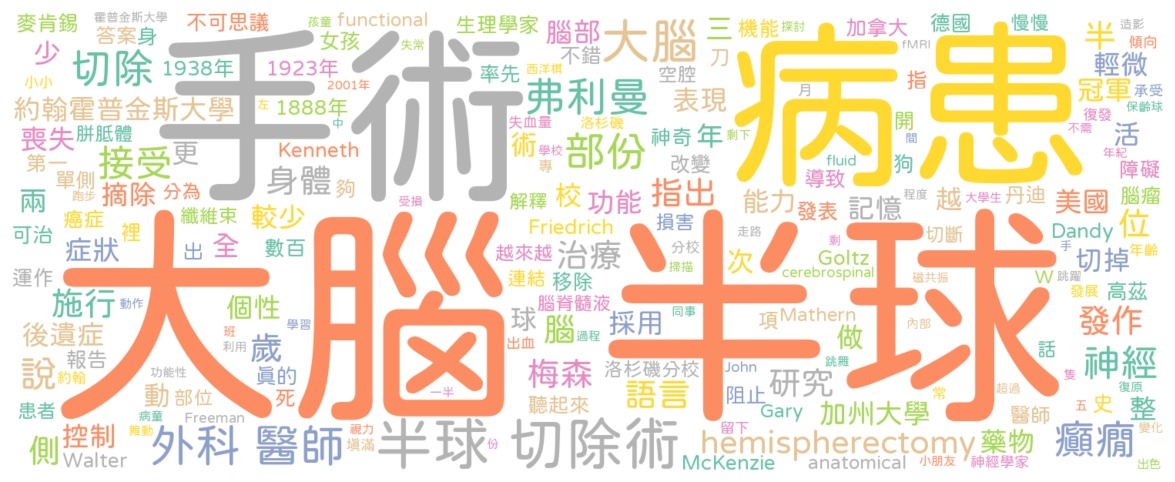 麥肯錫
霍普金斯大學
答案
身
不可思議
孩童
functional
女孩
失常
生理學家
腦部
不錯
大腦
三
機能
探討
加拿大
fMRI
德國
慢慢
半
造影
傾向
少
切除
1938年
1923年
2001年
手術
率先
西洋棋
空腔
刀
病患
月
指
輕微
冠軍
承受
保齡球
小小
約翰霍普金斯大學
左
1888年
中
弗利曼
表現
喪失
胼胝體
Kenneth
失血量
洛杉磯
神奇
年
剩下
開
間
活
復發
不需
第一
接受
更
術
學校
專
部份
改變
fluid
狗
導致
年紀
障礙
單側
跑步
摘除
分為
身體
夠
解釋
校
功能
指出
能力
越
大學生
丹迪
程度
美國
腦瘤
兩
纖維束
較少
受損
Friedrich
損害
發表
記憶
位
癌症
裡
可治
症狀
出
全
數百
越來越
連結
治療
分校
走路
次
剩
Goltz
切斷
Dandy
手
年齡
掃描
cerebrospinal
磁共振
W
跳躍
切掉
運作
施行
動作
個性
大腦半球
移除
腦脊髓液
項
Mathern
發展
高茲
後遺症
班
學習
球
腦
採用
同事
做
內部
發作
說
報告
利用
歲
出血
過程
跳舞
約翰
功能性
動
真的
梅森
洛杉磯分校
John
研究
常
超過
話
隻
神經
部位
死
一半
聽起來
語言
阻止
復原
患者
病童
Freeman
視力
Gary
加州大學
醫師
五
史
變化
整
側
控制
舞動
外科
醫師
填滿
半球
份
切除術
留下
hemispherectomy
藥物
癲癇
Walter
McKenzie
anatomical
小朋友
神經學家
出色